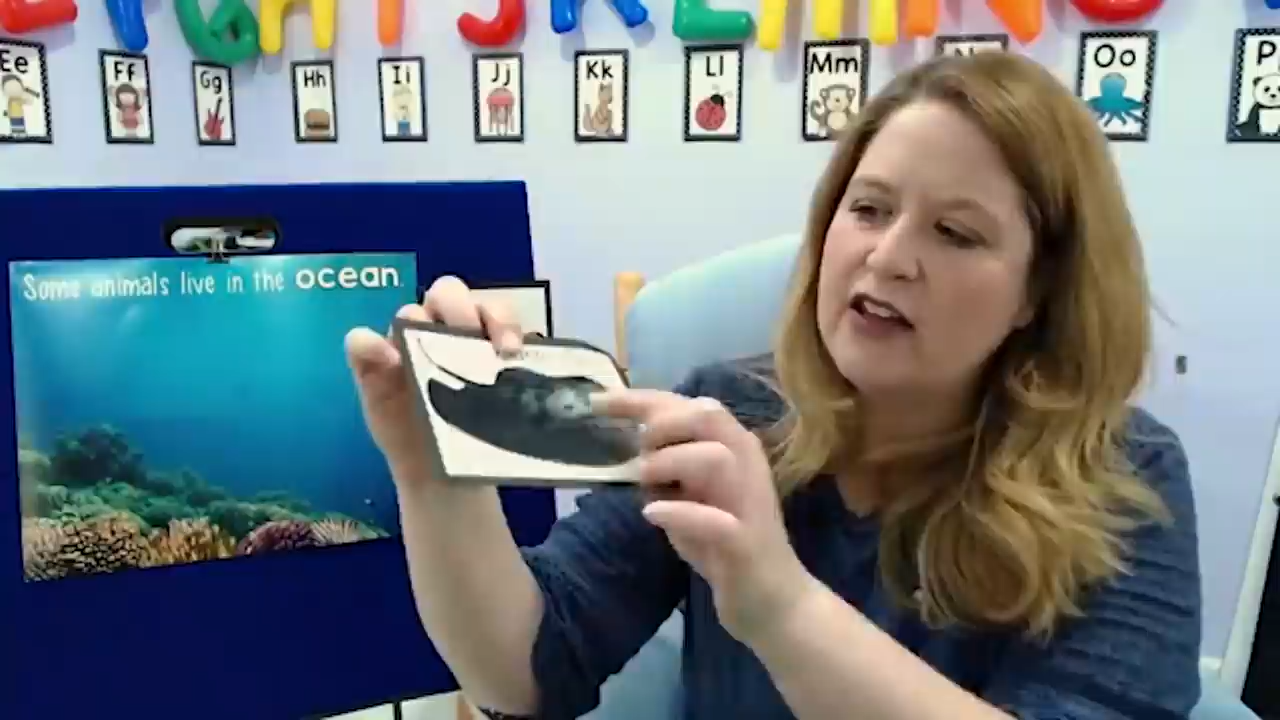 Ee
Ff
Gg
Hh
Ii
Jj
Kk
Ll
Mm
Oo
Some animals live in the ocean.